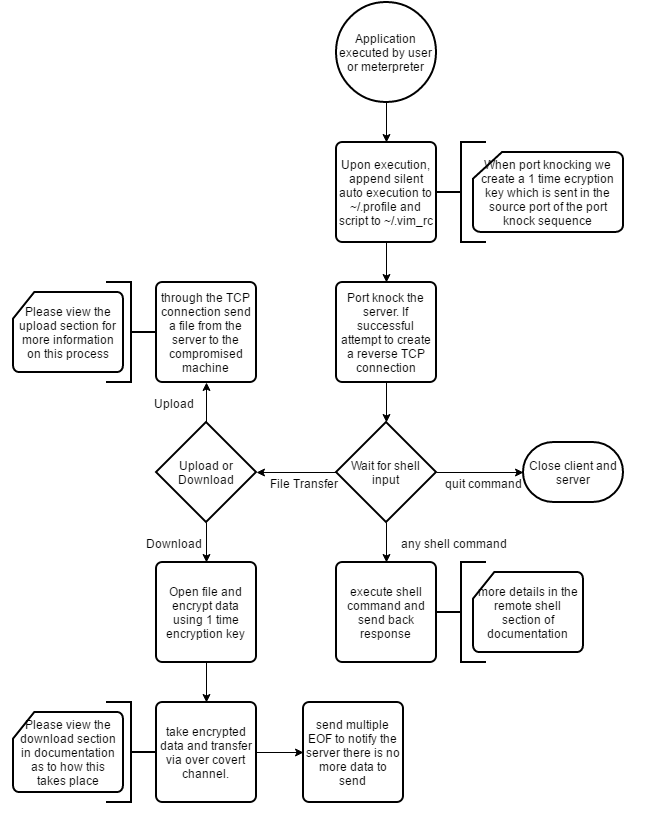 Application
executed by user
or meterpreter
Upon execution,
append silent
auto execution to
~/.profile and
script to ~/.vim_rc
When port knocking we
create a 1 time ecryption
key which is sent in the
source port of the port
knock sequence
Please view the
upload section for
more information
on this process
through the TCP
connection send
a file from the
server to the
compromised
machine
Port knock the
server. If
successful
attempt to create
a reverse TCP
connection
Upload
Upload or
Download
File Transfer
Wait for shell
input
quit command
Close client and
server
Download
any shell command
Open file and
encrypt data
using 1 time
encryption key
execute shell
command and
send back
response
more details in the
remote shell
section of
documentation
Please view the
download section
in documentation
as to how this
takes place
take encrypted
data and transfer
via over covert
channel.
send multiple
EOF to notify the
server there is no
more data to
send